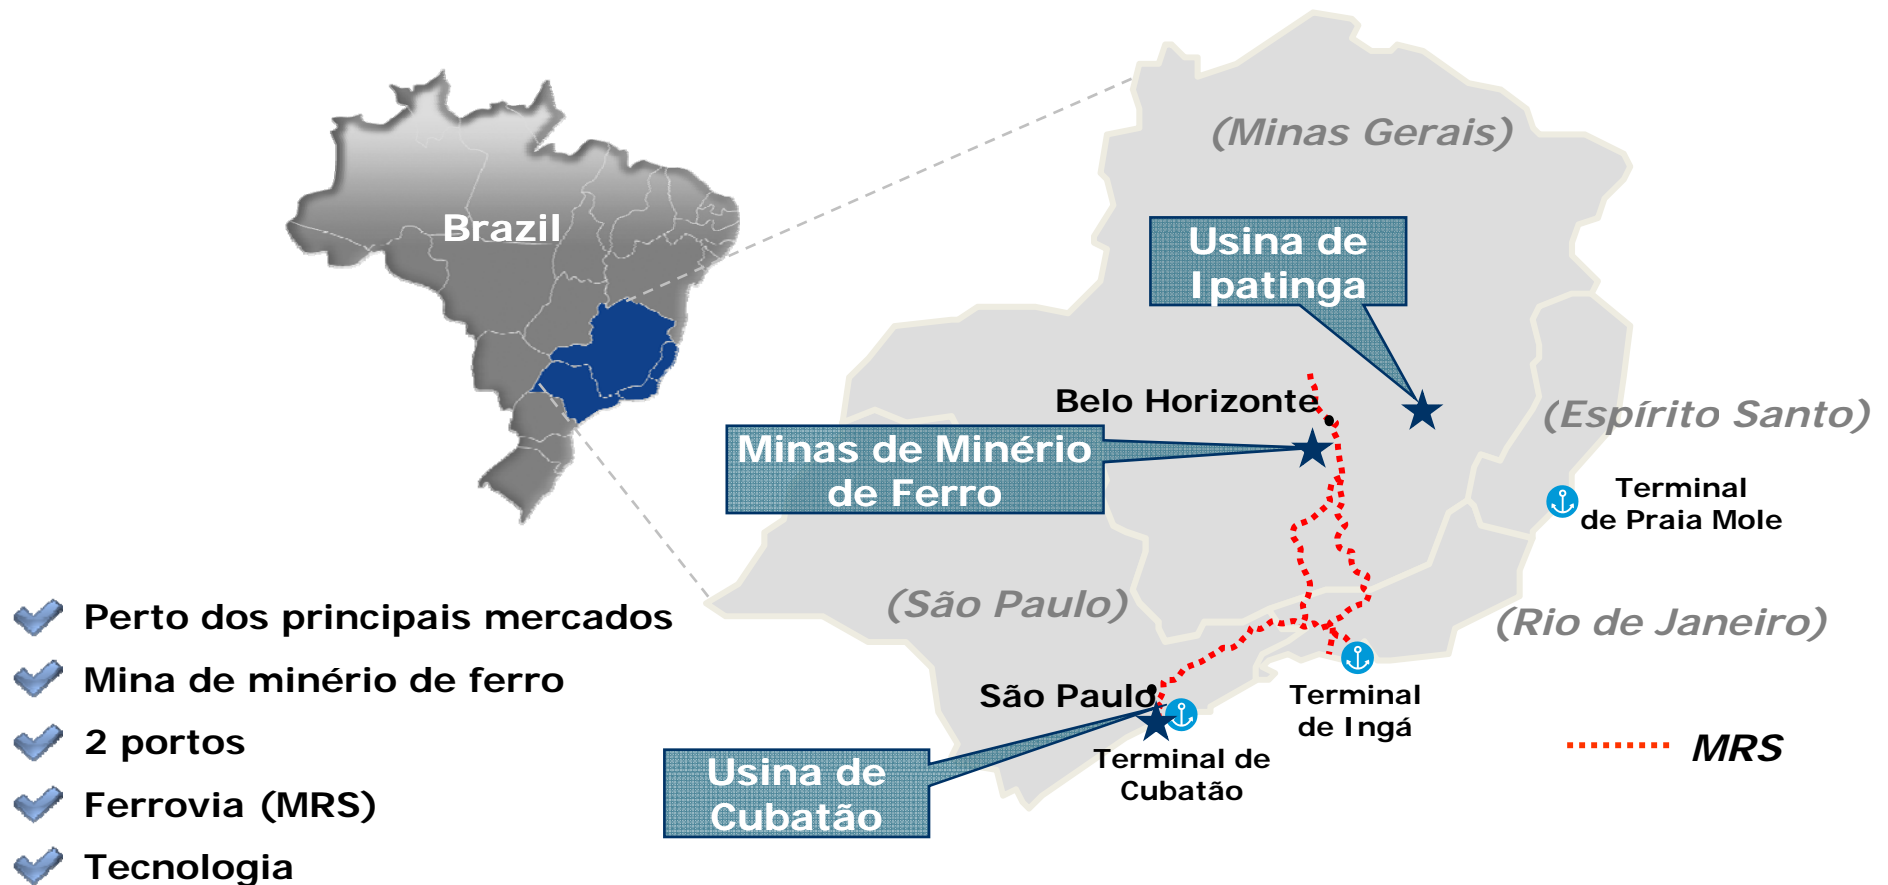 (Minas Gerais)
Brazil
Usina de
Ipatinga
Belo Horizonte
(Espírito Santo)
Minas de Minério
de Ferro
Terminal
de Praia Mole
(São Paulo)
(Rio de Janeiro)
Perto dos principais mercados
Mina de minério de ferro
2 portos
Ferrovia (MRS)
Tecnologia
São Paulo
Terminal
de Ingá
MRS
Terminal de
Cubatão
Usina de
Cubatão